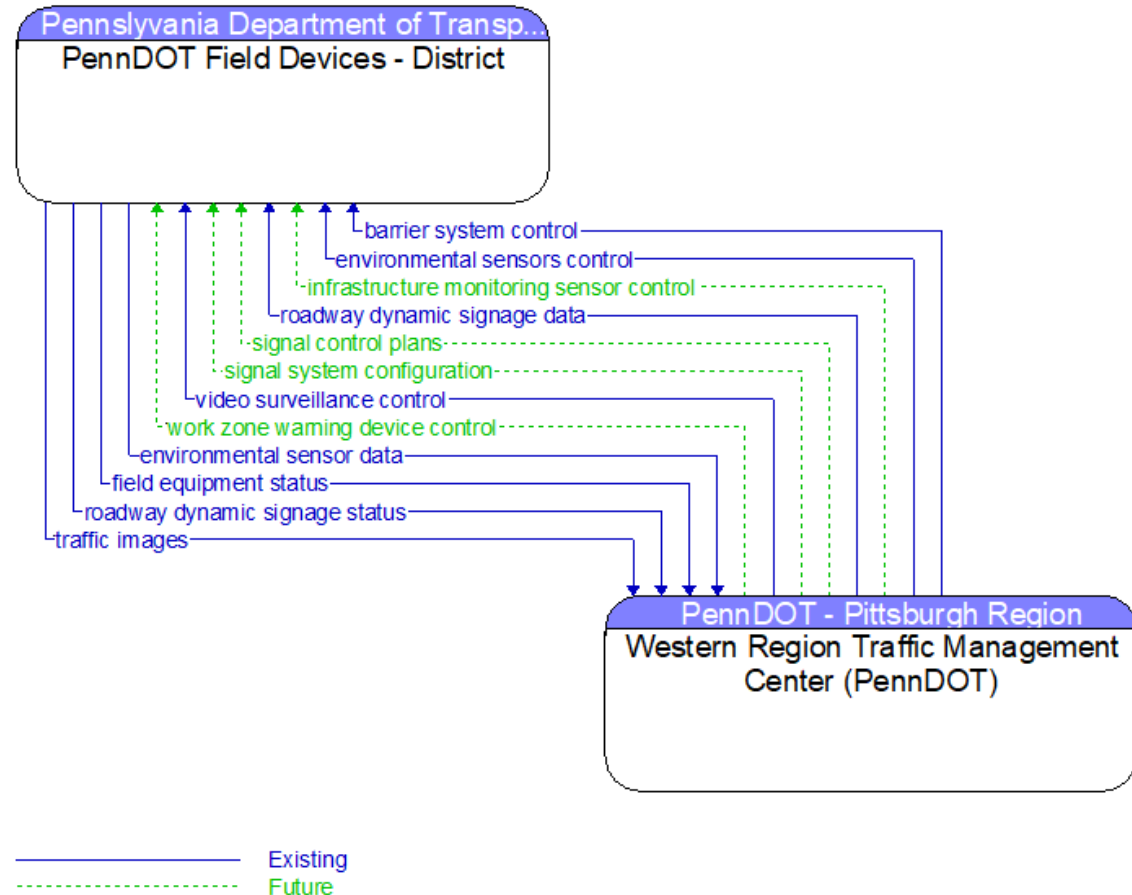 Pennslyvania Department of Transp...
PennDOT Field Devices - District
barrier system control
environmental sensors control
infrastructure monitoring sensor control
roadway dynamic signage data
signal control plans
signal system configuration
video surveillance control
work zone warning device control
environmental sensor data
field equipment status
roadway dynamic signage status
traffic images
PennDOT - Pittsburgh Region
Western Region Traffic Management
Center (PennDOT)
Existing
Future